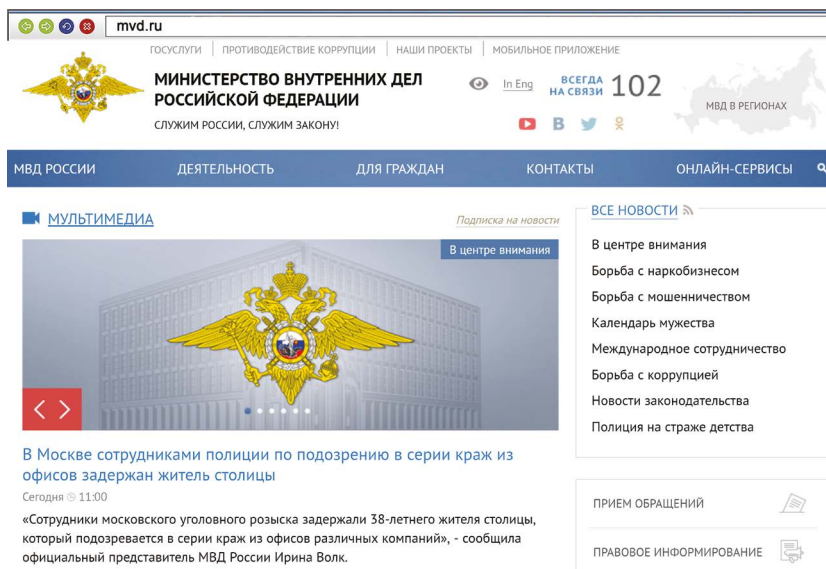 mvd.ru
ГОСУСЛУГИ | ПРОТИВОДЕЙСТВИЕ КОРРУПЦИИ | НАШИ ПРОЕКТЫ | МОБИЛЬНОЕ ПРИЛОЖЕНИЕ
МИНИСТЕРСТВО ВНУТРЕННИХ ДЕЛ
РОССИЙСКОЙ ФЕДЕРАЦИИ
СЛУЖИМ РОССИИ, СЛУЖИМ ЗАКОНУ!
In Eng
ВСЕГДА
НА СВЯЗИ
102
МВД В РЕГИОНАХ
МВД РОССИИ ДЕЯТЕЛЬНОСТЬ ДЛЯ ГРАЖДАН КОНТАКТЫ ОНЛАЙН-СЕРВИСЫ
МУЛЬТИМЕДИА
Подписка на новости
В центре внимания
В Москве сотрудниками полиции по подозрению в серии краж из
офисов задержан житель столицы
Сегодня 11:00
«Сотрудники московского уголовного розыска задержали 38-летнего жителя столицы,
который подозревается в серии краж из офисов различных компаний», - сообщила
официальный представитель МВД России Ирина Волк.
ВСЕ НОВОСТИ
В центре внимания
Борьба с наркобизнесом
Борьба с мошенничеством
Календарь мужества
Международное сотрудничество
Борьба с коррупцией
Новости законодательства
Полиция на страже детства
ПРИЕМ ОБРАЩЕНИЙ
ПРАВОВОЕ ИНФОРМИРОВАНИЕ